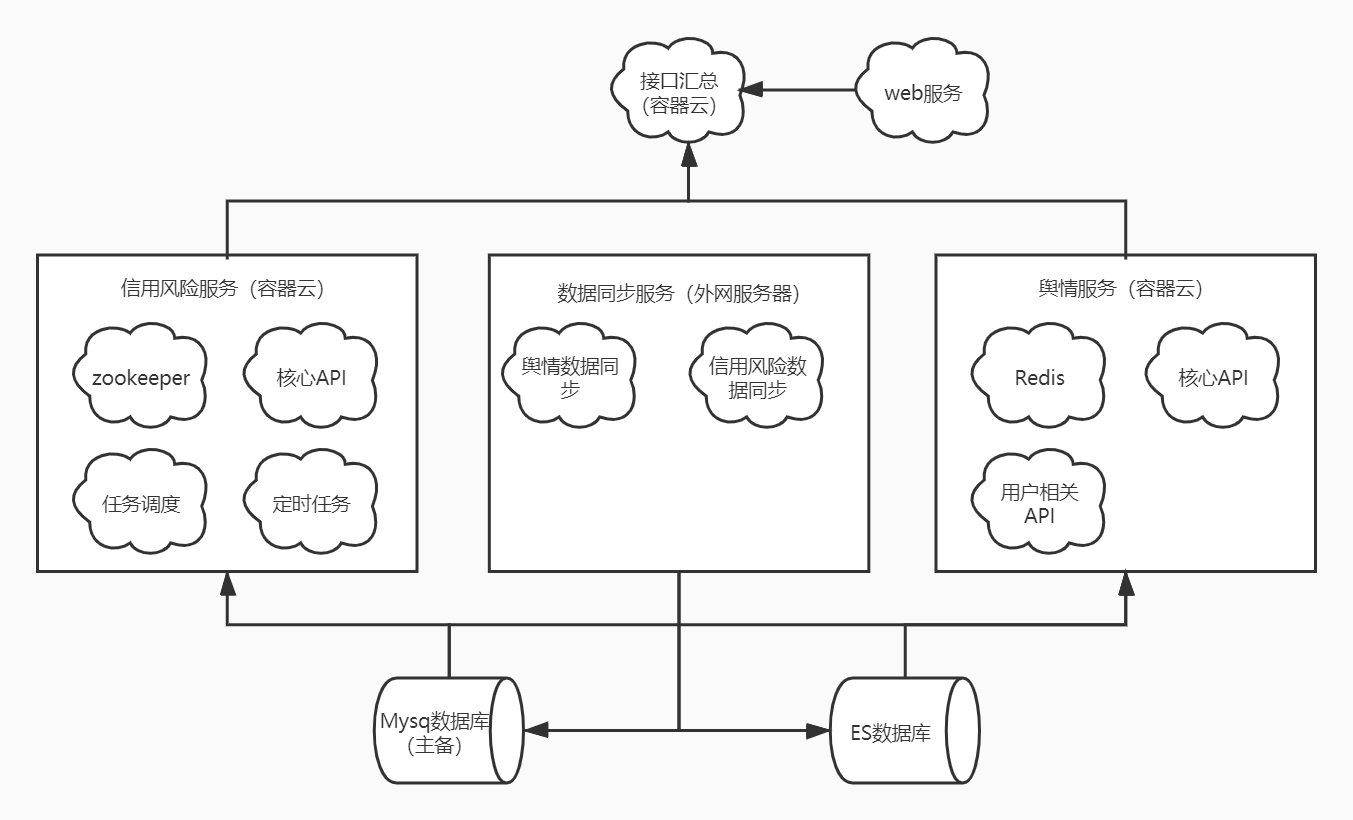 接口汇总
（容器云）
web服务
信用风险服务（容器云）
zookeeper
核心API
任务调度
定时任务
数据同步服务（外网服务器）
舆情数据同
步
信用风险数
据同步
舆情服务（容器云）
Redis
核心API
用户相关
API
Mysq数据库
（主备）
ES数据库